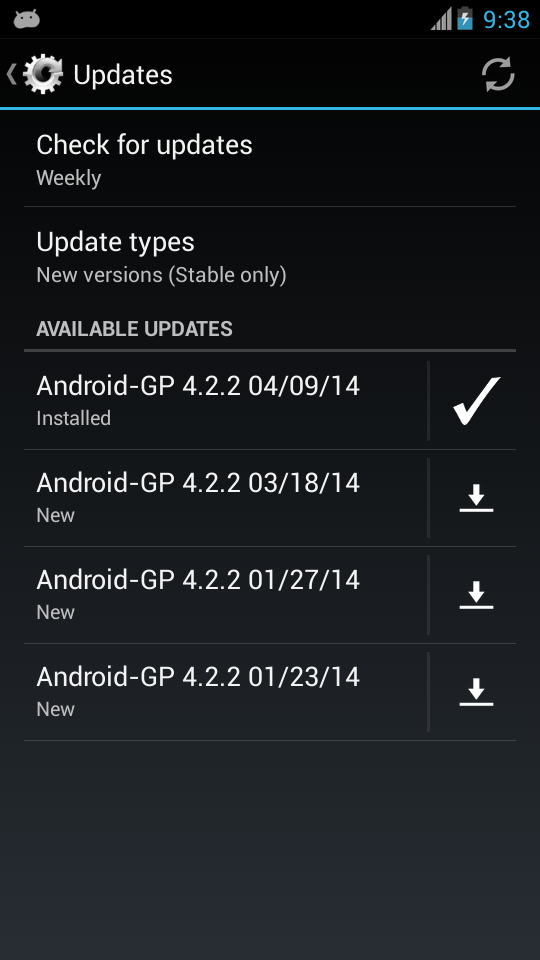 9:38
Updates
Check for updates
Weekly
Update types
New versions (Stable only)
AVAILABLE UPDATES
Android-GP 4.2.2 04/09/14
Installed
Android-GP 4.2.2 03/18/14
New
Android-GP 4.2.2 01/27/14
New
Android-GP 4.2.2 01/23/14
New